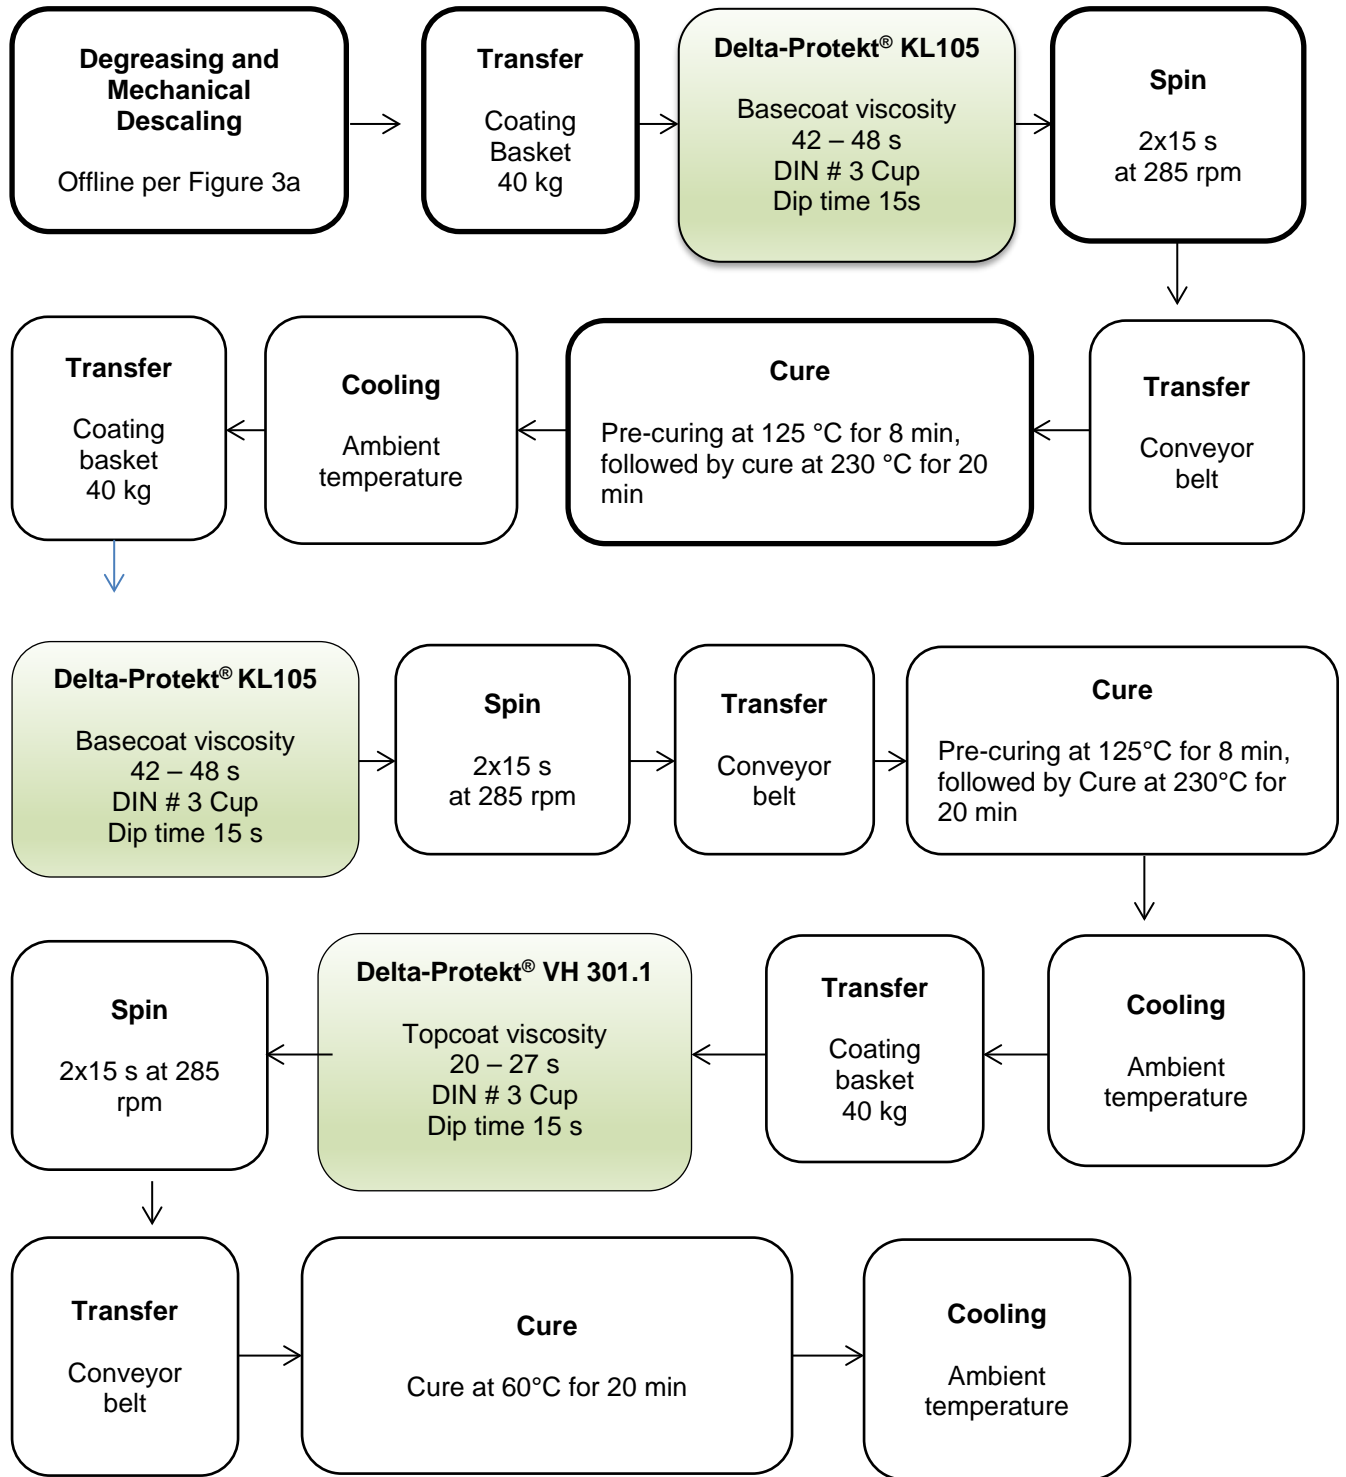 Degreasing and
Mechanical
Descaling
Offline per Figure 3a
Transfer
Coating
Basket
40 kg
Delta-Protekt® KL105
Basecoat viscosity
42 – 48 s
DIN # 3 Cup
Dip time 15s
Spin
2x15 s
at 285 rpm
Transfer
Conveyor
belt
Cure
Pre-curing at 125 °C for 8 min,
followed by cure at 230 °C for 20
min
Cooling
Ambient
temperature
Transfer
Coating
basket
40 kg
Delta-Protekt® KL105
Basecoat viscosity
42 – 48 s
DIN # 3 Cup
Dip time 15 s
Spin
2x15 s
at 285 rpm
Transfer
Conveyor
belt
Cure
Pre-curing at 125°C for 8 min,
followed by Cure at 230°C for
20 min
Cooling
Ambient
temperature
Transfer
Coating
basket
40 kg
Delta-Protekt® VH 301.1
Topcoat viscosity
20 – 27 s
DIN # 3 Cup
Dip time 15 s
Spin
2x15 s at 285
rpm
Transfer
Conveyor
belt
Cure
Cure at 60°C for 20 min
Cooling
Ambient
temperature